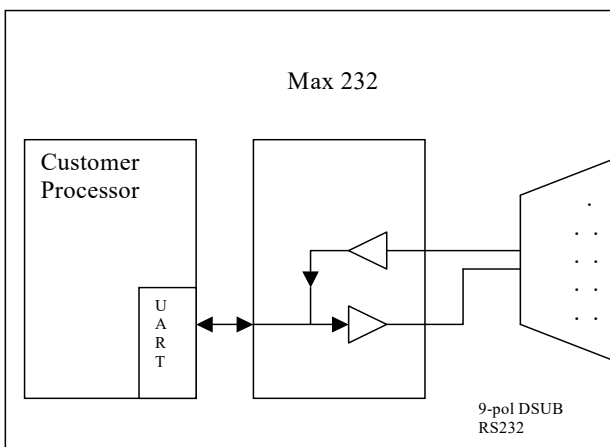 Max 232
Customer
Processor
U
A
R
T
9-pol DSUB
RS232